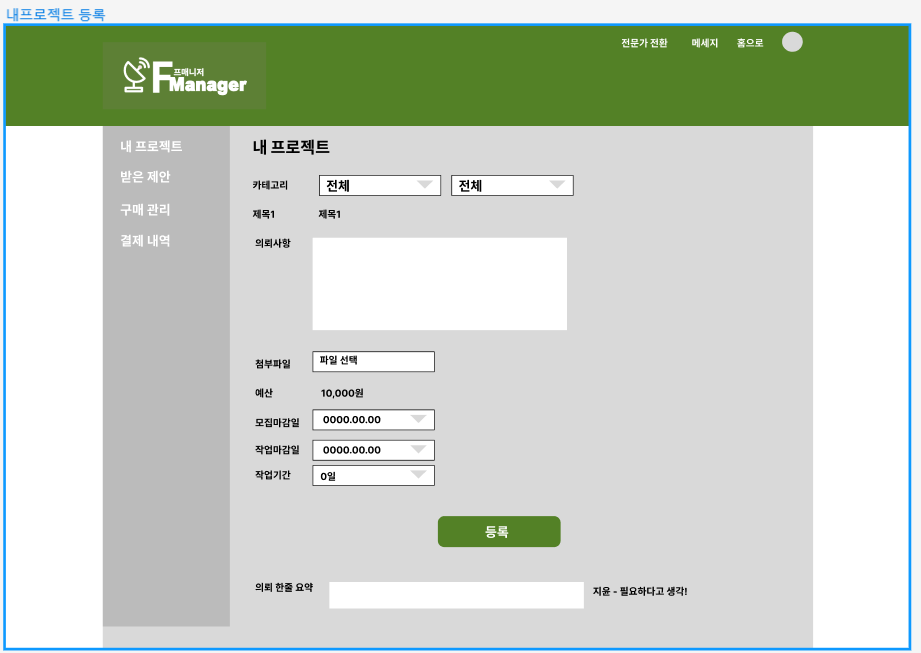 내프로젝트 등록
전문가 전환 메세지 홈으로
프매니저
FManager
내 프로젝트
받은 제안
구매 관리
결제 내역
내 프로젝트
카테고리 전체 전체
제목1 제목1
의뢰사항
첨부파일 파일 선택
예산 10,000원
모집마감일 0000.00.00
작업마감일 0000.00.00
작업기간 0일
등록
의뢰 한줄 요약 지윤 - 필요하다고 생각!